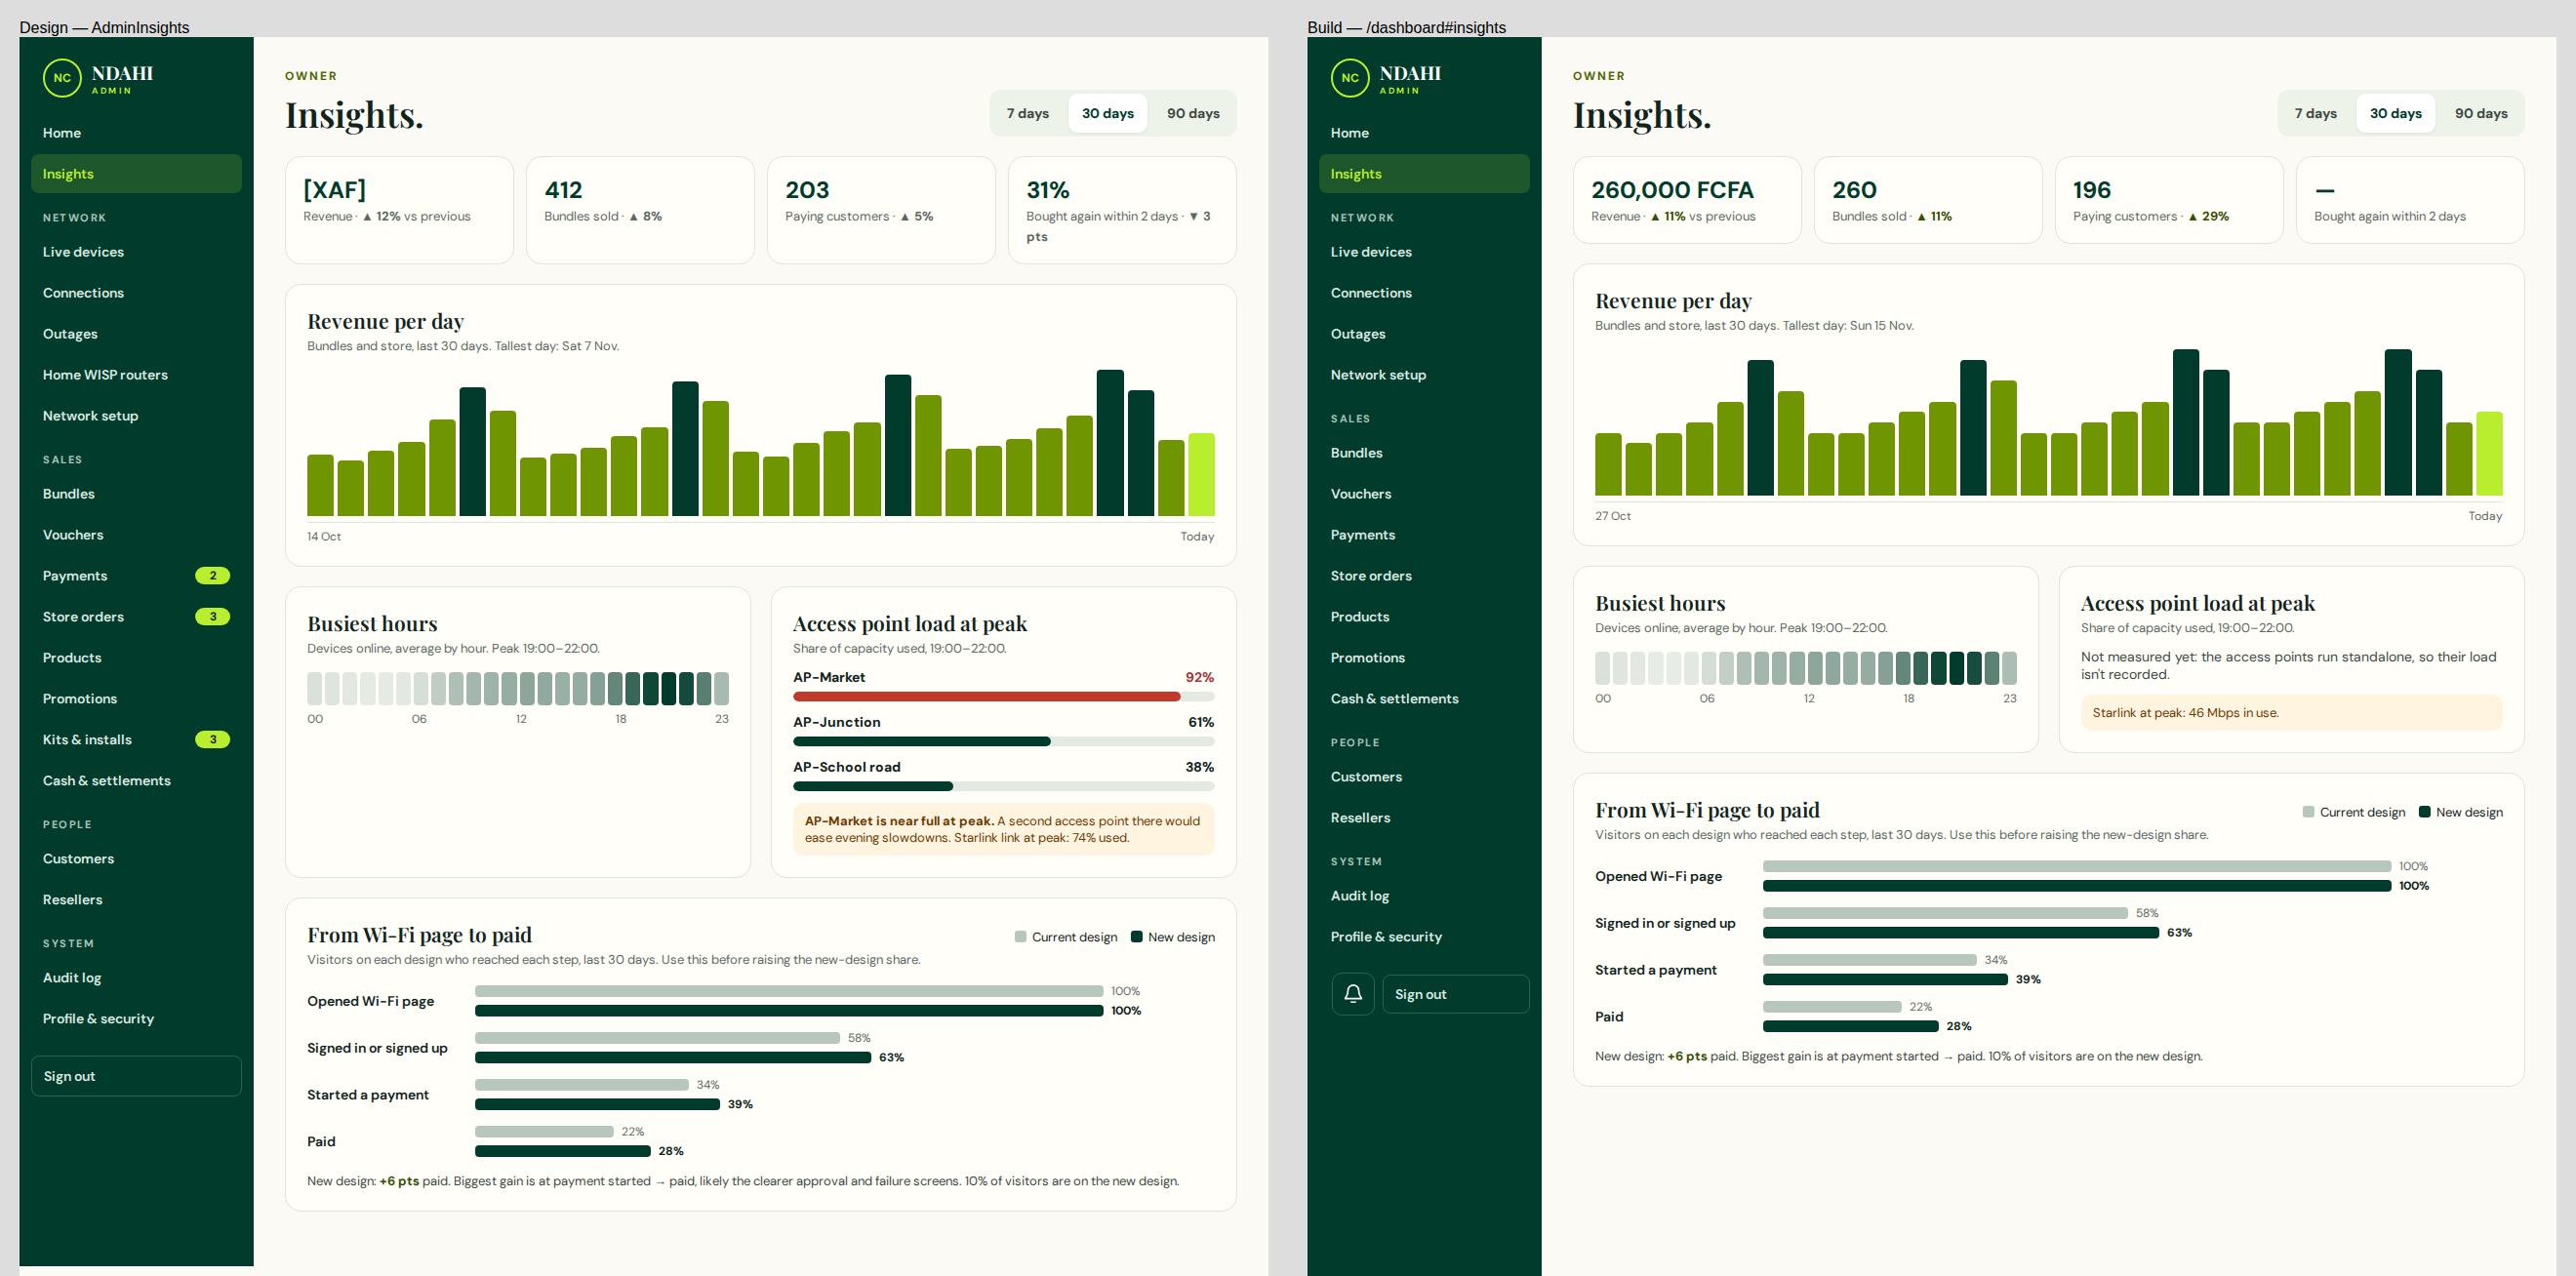 Design — AdminInsights
NC
NDAHI
ADMIN
Home
Insights
NETWORK
Live devices
Connections
Outages
Home WISP routers
Network setup
SALES
Bundles
Vouchers
Payments 2
Store orders 3
Products
Promotions
Kits & installs 3
Cash & settlements
PEOPLE
Customers
Resellers
SYSTEM
Audit log
Profile & security
Sign out
OWNER
Insights.
7 days 30 days 90 days
[XAF]
Revenue · ▲ 12% vs previous
412
Bundles sold · ▲ 8%
203
Paying customers · ▲ 5%
31%
Bought again within 2 days · ▼ 3
pts
Revenue per day
Bundles and store, last 30 days. Tallest day: Sat 7 Nov.
14 Oct Today
Busiest hours
Devices online, average by hour. Peak 19:00–22:00.
00 06 12 18 23
Access point load at peak
Share of capacity used, 19:00–22:00.
AP-Market 92%
AP-Junction 61%
AP-School road 38%
AP-Market is near full at peak. A second access point there would
ease evening slowdowns. Starlink link at peak: 74% used.
From Wi-Fi page to paid
Current design New design
Visitors on each design who reached each step, last 30 days. Use this before raising the new-design share.
Opened Wi-Fi page
100%
100%
Signed in or signed up
58%
63%
Started a payment
34%
39%
Paid
22%
28%
New design: +6 pts paid. Biggest gain is at payment started → paid, likely the clearer approval and failure screens. 10% of visitors are on the new design.
Build — /dashboard#insights
NC
NDAHI
ADMIN
Home
Insights
NETWORK
Live devices
Connections
Outages
Network setup
SALES
Bundles
Vouchers
Payments
Store orders
Products
Promotions
Cash & settlements
PEOPLE
Customers
Resellers
SYSTEM
Audit log
Profile & security
Sign out
OWNER
Insights.
7 days 30 days 90 days
260,000 FCFA
Revenue · ▲ 11% vs previous
260
Bundles sold · ▲ 11%
196
Paying customers · ▲ 29%
—
Bought again within 2 days
Revenue per day
Bundles and store, last 30 days. Tallest day: Sun 15 Nov.
27 Oct Today
Busiest hours
Devices online, average by hour. Peak 19:00–22:00.
00 06 12 18 23
Access point load at peak
Share of capacity used, 19:00–22:00.
Not measured yet: the access points run standalone, so their load
isn't recorded.
Starlink at peak: 46 Mbps in use.
From Wi-Fi page to paid
Current design New design
Visitors on each design who reached each step, last 30 days. Use this before raising the new-design share.
Opened Wi-Fi page
100%
100%
Signed in or signed up
58%
63%
Started a payment
34%
39%
Paid
22%
28%
New design: +6 pts paid. Biggest gain is at payment started → paid. 10% of visitors are on the new design.